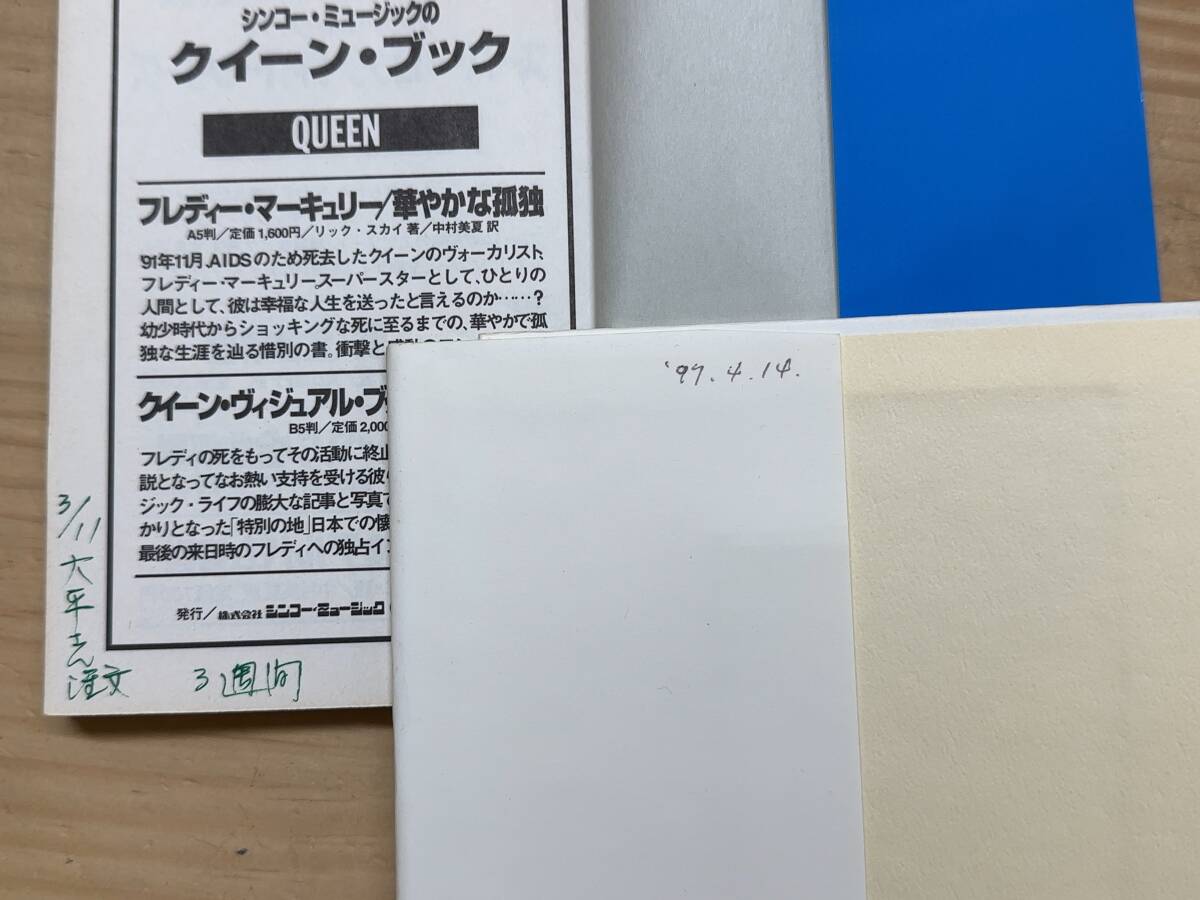 シンコー・ミュージックの
クイーン・ブック
QUEEN
フレディー・マーキュリー/華やかな孤独
A5判／定価1,600円／リック・スカイ 著／中村美夏 訳
'91年11月、AIDSのため死去したクイーンのヴォーカリスト、
フレディー・マーキュリー。スーパースターとして、ひとりの
人間として、彼は幸福な人生を送ったと言えるのか……？
幼少時代からショッキングな死に至るまでの、華やかで孤
独な生涯を辿る惜別の書。衝撃と
クイーン・ヴィジュアル・ブ
B5判／定価2,000
フレディの死をもってその活動に終止
説となってなお熱い支持を受ける彼
ジック・ライフの膨大な記事と写真で
かりとなった「特別の地」日本での懐
最後の来日時のフレディへの独占イン
発行／株式会社 シンコー・ミュージック
3/11
大平さん
注文
3週間
'97.4.14.